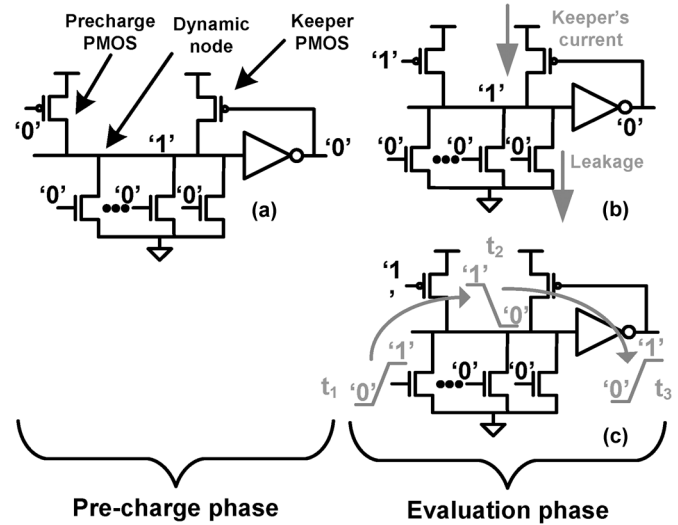 Precharge
PMOS
Dynamic
node
Keeper
PMOS
‘0’
‘1’
‘0’
‘0’
‘0’
‘0’
(a)
Keeper's
current
‘1’
‘1’
‘0’
‘0’
‘0’
‘0’
Leakage
(b)
t2
‘1
’
‘1’
‘0’
‘1’
‘0’
t1
‘0’
‘0’
‘1’
‘0’
t3
(c)
Pre-charge phase
Evaluation phase